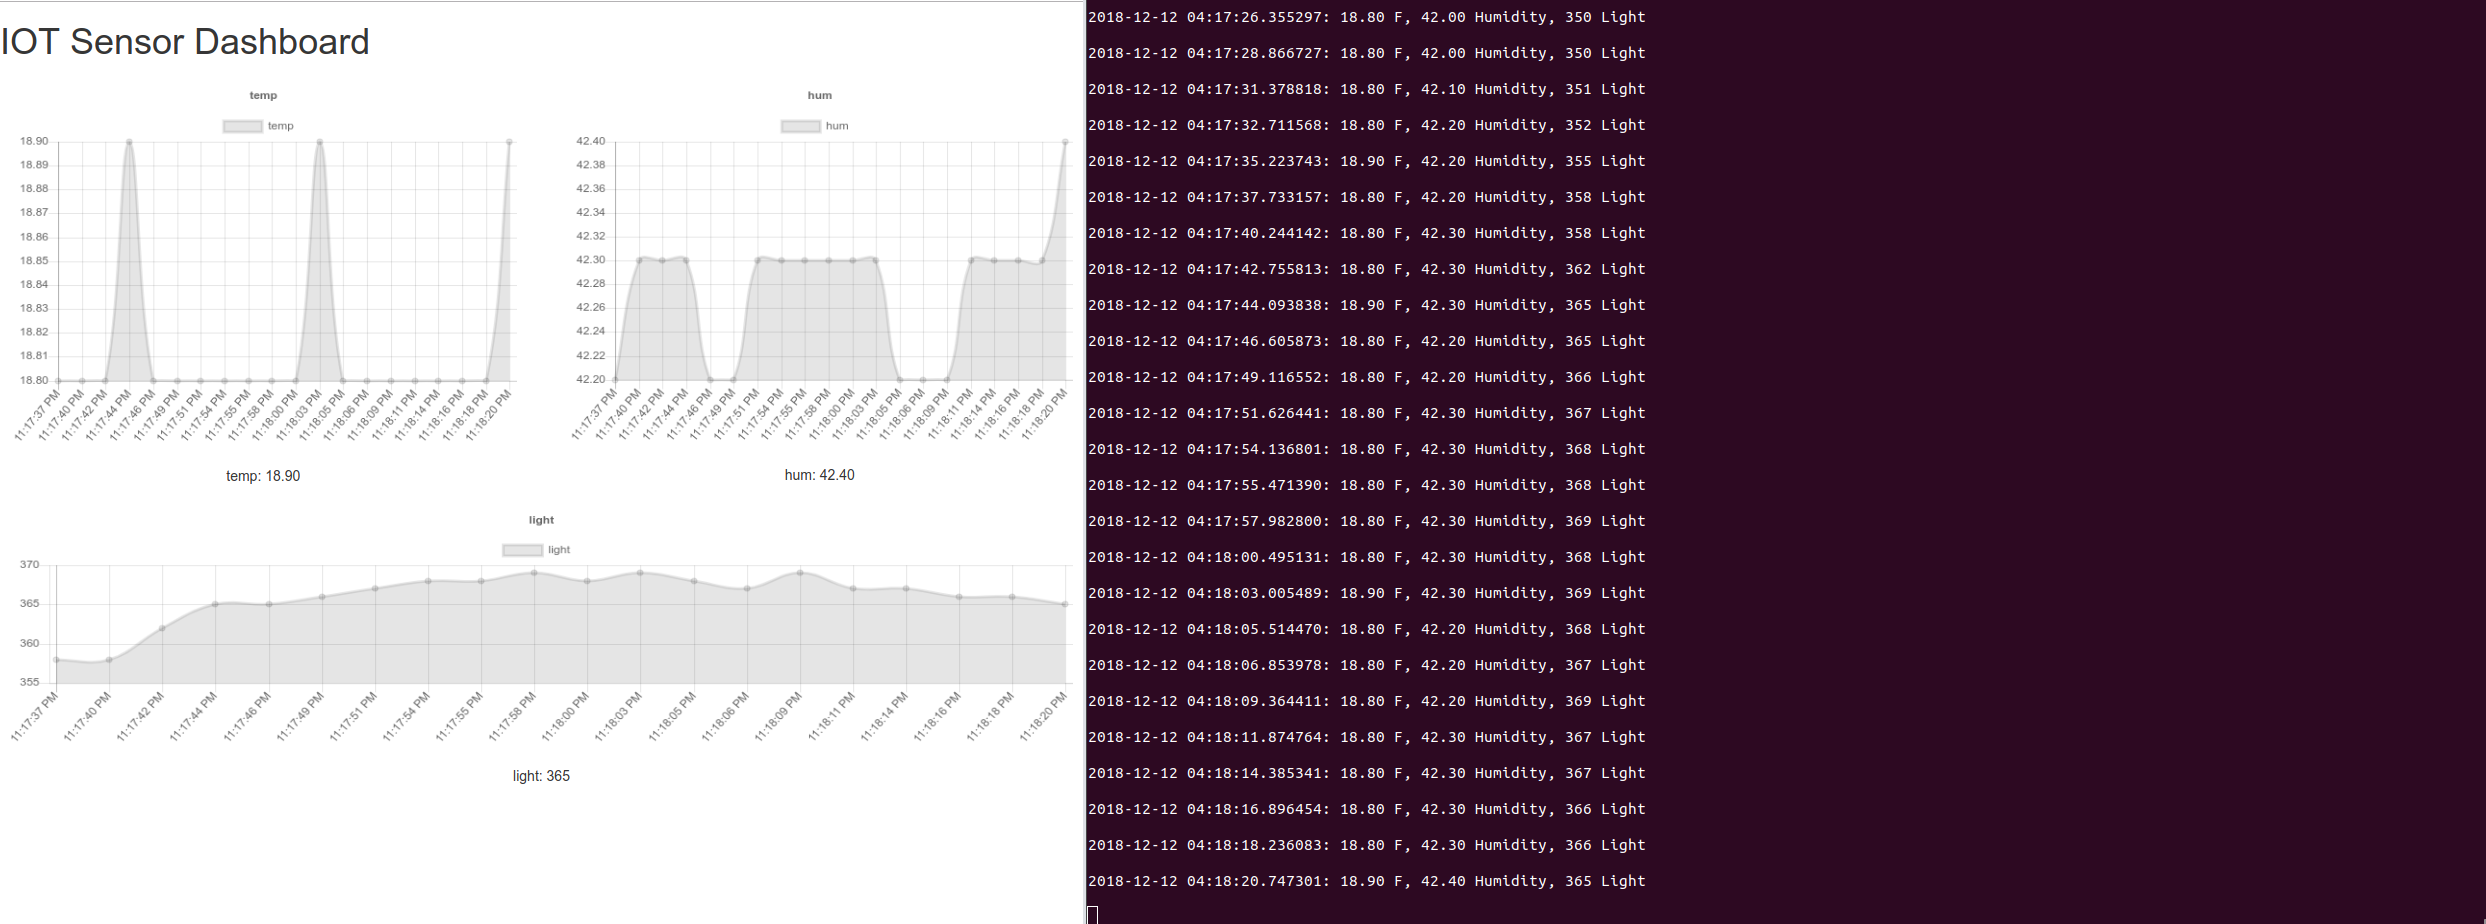 IOT Sensor Dashboard
temp
temp
18.90
18.89
18.88
18.87
18.86
18.85
18.84
18.83
18.82
18.81
18.80
11:17:37 PM
11:17:40 PM
11:17:42 PM
11:17:44 PM
11:17:46 PM
11:17:49 PM
11:17:51 PM
11:17:54 PM
11:17:55 PM
11:17:58 PM
11:18:00 PM
11:18:03 PM
11:18:05 PM
11:18:06 PM
11:18:09 PM
11:18:11 PM
11:18:14 PM
11:18:16 PM
11:18:18 PM
11:18:20 PM
temp: 18.90
hum
hum
42.40
42.38
42.36
42.34
42.32
42.30
42.28
42.26
42.24
42.22
42.20
11:17:37 PM
11:17:40 PM
11:17:42 PM
11:17:44 PM
11:17:46 PM
11:17:49 PM
11:17:51 PM
11:17:54 PM
11:17:55 PM
11:17:58 PM
11:18:00 PM
11:18:03 PM
11:18:05 PM
11:18:06 PM
11:18:09 PM
11:18:11 PM
11:18:14 PM
11:18:16 PM
11:18:18 PM
11:18:20 PM
hum: 42.40
light
light
370
365
360
355
11:17:37 PM
11:17:40 PM
11:17:42 PM
11:17:44 PM
11:17:46 PM
11:17:49 PM
11:17:51 PM
11:17:54 PM
11:17:55 PM
11:17:58 PM
11:18:00 PM
11:18:03 PM
11:18:05 PM
11:18:06 PM
11:18:09 PM
11:18:11 PM
11:18:14 PM
11:18:16 PM
11:18:18 PM
11:18:20 PM
light: 365
2018-12-12 04:17:26.355297: 18.80 F, 42.00 Humidity, 350 Light
2018-12-12 04:17:28.866727: 18.80 F, 42.00 Humidity, 350 Light
2018-12-12 04:17:31.378818: 18.80 F, 42.10 Humidity, 351 Light
2018-12-12 04:17:32.711568: 18.80 F, 42.20 Humidity, 352 Light
2018-12-12 04:17:35.223743: 18.90 F, 42.20 Humidity, 355 Light
2018-12-12 04:17:37.733157: 18.80 F, 42.20 Humidity, 358 Light
2018-12-12 04:17:40.244142: 18.80 F, 42.30 Humidity, 358 Light
2018-12-12 04:17:42.755813: 18.80 F, 42.30 Humidity, 362 Light
2018-12-12 04:17:44.093838: 18.90 F, 42.30 Humidity, 365 Light
2018-12-12 04:17:46.605873: 18.80 F, 42.20 Humidity, 365 Light
2018-12-12 04:17:49.116552: 18.80 F, 42.20 Humidity, 366 Light
2018-12-12 04:17:51.626441: 18.80 F, 42.30 Humidity, 367 Light
2018-12-12 04:17:54.136801: 18.80 F, 42.30 Humidity, 368 Light
2018-12-12 04:17:55.471390: 18.80 F, 42.30 Humidity, 368 Light
2018-12-12 04:17:57.982800: 18.80 F, 42.30 Humidity, 369 Light
2018-12-12 04:18:00.495131: 18.80 F, 42.30 Humidity, 368 Light
2018-12-12 04:18:03.005489: 18.90 F, 42.30 Humidity, 369 Light
2018-12-12 04:18:05.514470: 18.80 F, 42.20 Humidity, 368 Light
2018-12-12 04:18:06.853978: 18.80 F, 42.20 Humidity, 367 Light
2018-12-12 04:18:09.364411: 18.80 F, 42.20 Humidity, 369 Light
2018-12-12 04:18:11.874764: 18.80 F, 42.30 Humidity, 367 Light
2018-12-12 04:18:14.385341: 18.80 F, 42.30 Humidity, 367 Light
2018-12-12 04:18:16.896454: 18.80 F, 42.30 Humidity, 366 Light
2018-12-12 04:18:18.236083: 18.80 F, 42.30 Humidity, 366 Light
2018-12-12 04:18:20.747301: 18.90 F, 42.40 Humidity, 365 Light